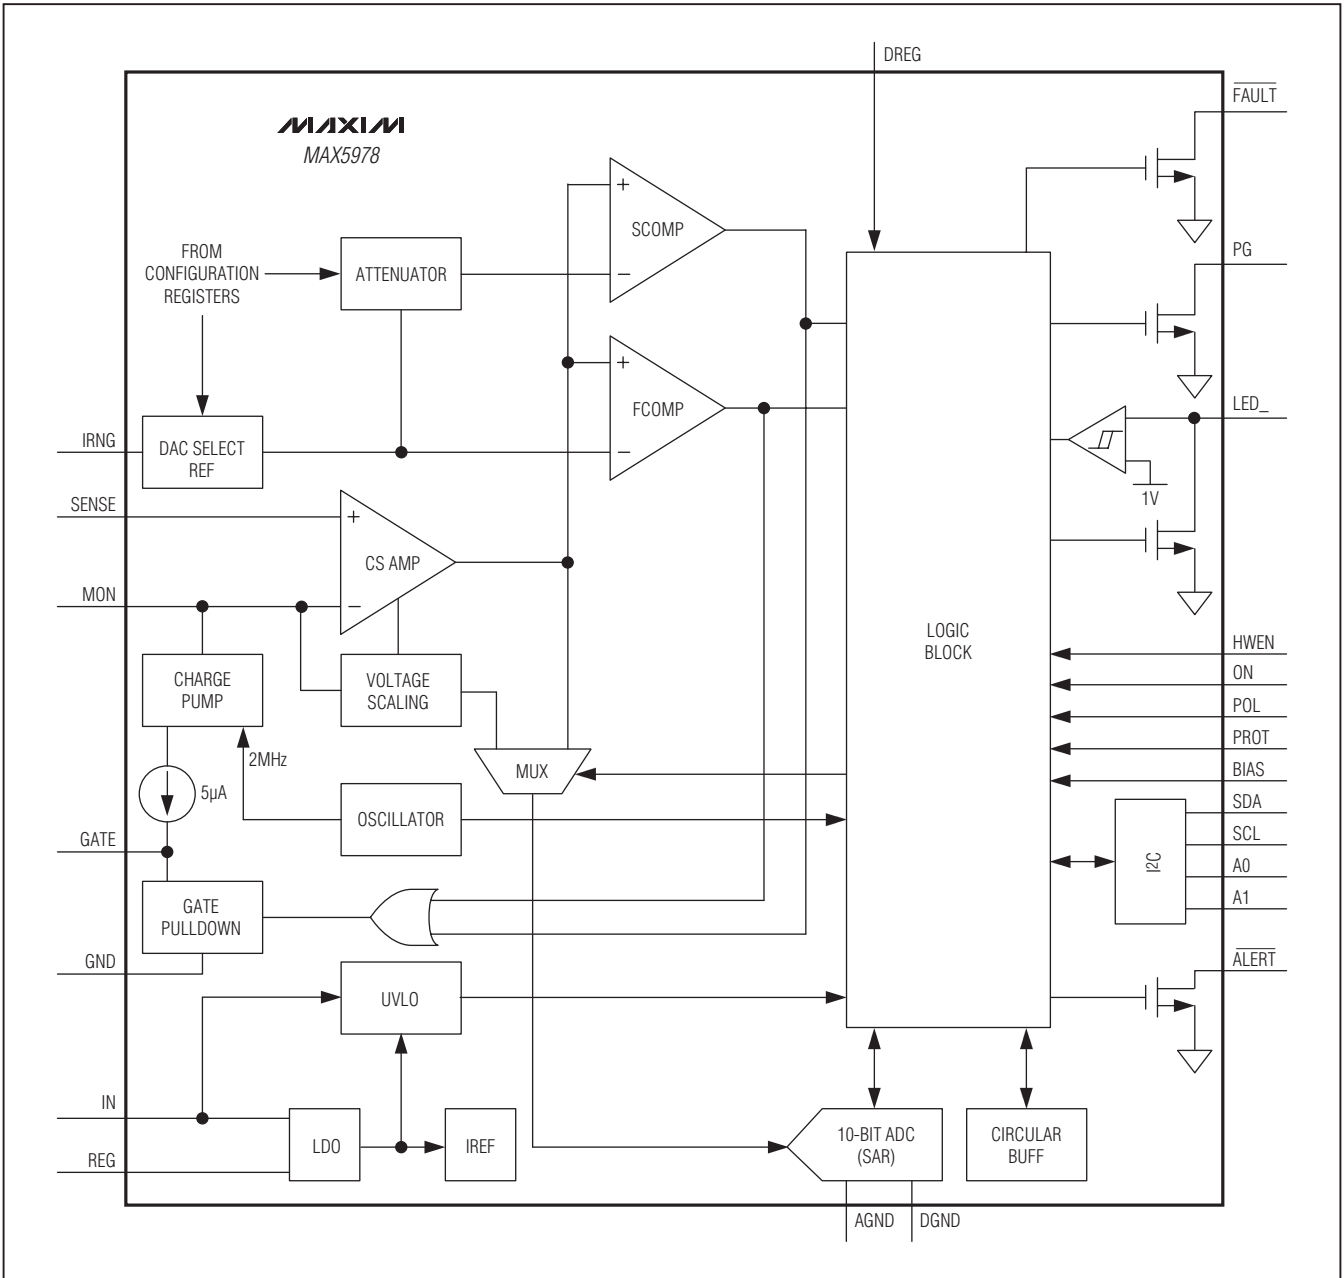 DREG
FAULT
MAXIM
MAX5978
SCOMP
+
−
FROM
CONFIGURATION
REGISTERS
ATTENUATOR
PG
FCOMP
+
−
LED_
IRNG
DAC SELECT
REF
1V
SENSE
+
CS AMP
−
MON
LOGIC
BLOCK
HWEN
ON
POL
PROT
BIAS
CHARGE
PUMP
VOLTAGE
SCALING
2MHz
MUX
5µA
OSCILLATOR
SDA
SCL
A0
A1
I²C
GATE
GATE
PULLDOWN
GND
ALERT
UVLO
IN
LDO
IREF
REG
10-BIT ADC
(SAR)
CIRCULAR
BUFF
AGND
DGND